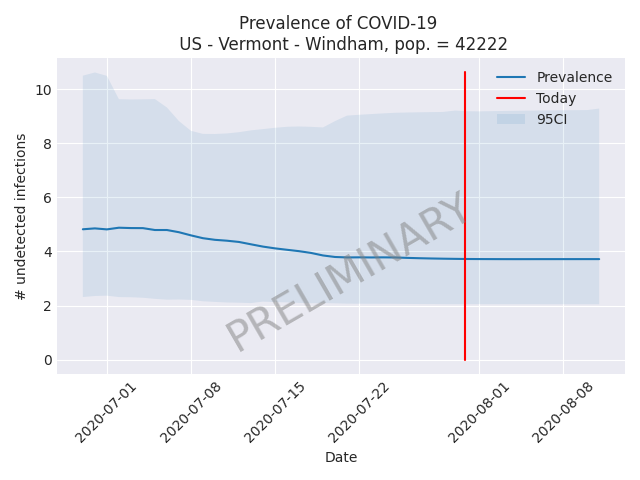 Prevalence of COVID-19
US - Vermont - Windham, pop. = 42222
10
8
6
4
2
0
# undetected infections
Prevalence
Today
95CI
PRELIMINARY
2020-07-01
2020-07-08
2020-07-15
2020-07-22
2020-08-01
2020-08-08
Date